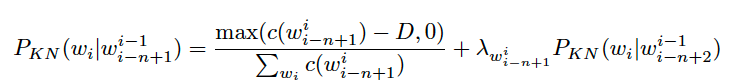 P_{KN}(w_i|w_{i-n+1}^{i-1}) = \frac{\max(c(w_{i-n+1}^{i}) - D, 0)}{\sum_{w_i} c(w_{i-n+1}^{i})} + \lambda_{w_{i-n+1}^{i}} P_{KN}(w_i|w_{i-n+2}^{i-1})